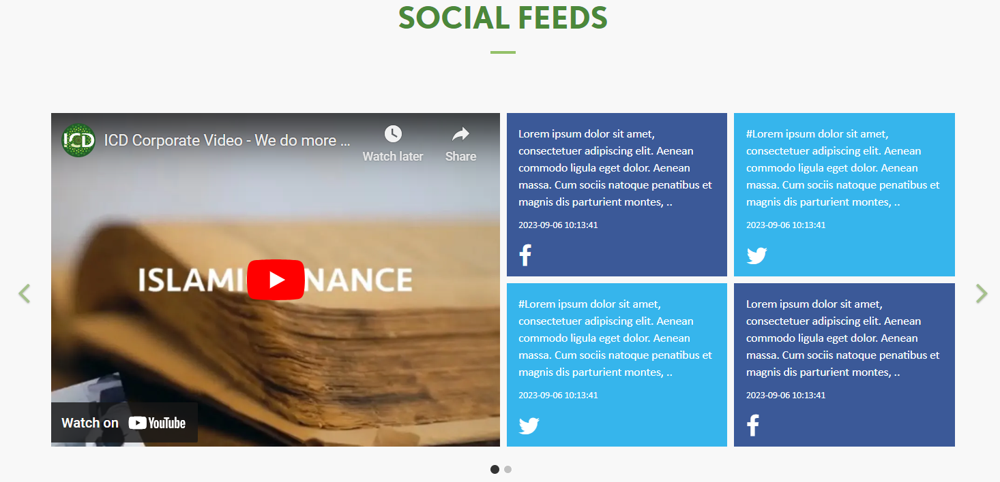 SOCIAL FEEDS
ICD
ICD Corporate Video - We do more ...
Watch later
Share
ISLAMI
NANCE
Watch on YouTube
Lorem ipsum dolor sit amet,
consectetuer adipiscing elit. Aenean
commodo ligula eget dolor. Aenean
massa. Cum sociis natoque penatibus et
magnis dis parturient montes, ..
2023-09-06 10:13:41
#Lorem ipsum dolor sit amet,
consectetuer adipiscing elit. Aenean
commodo ligula eget dolor. Aenean
massa. Cum sociis natoque penatibus et
magnis dis parturient montes, ..
2023-09-06 10:13:41
#Lorem ipsum dolor sit amet,
consectetuer adipiscing elit. Aenean
commodo ligula eget dolor. Aenean
massa. Cum sociis natoque penatibus et
magnis dis parturient montes, ..
2023-09-06 10:13:41
Lorem ipsum dolor sit amet,
consectetuer adipiscing elit. Aenean
commodo ligula eget dolor. Aenean
massa. Cum sociis natoque penatibus et
magnis dis parturient montes, ..
2023-09-06 10:13:41